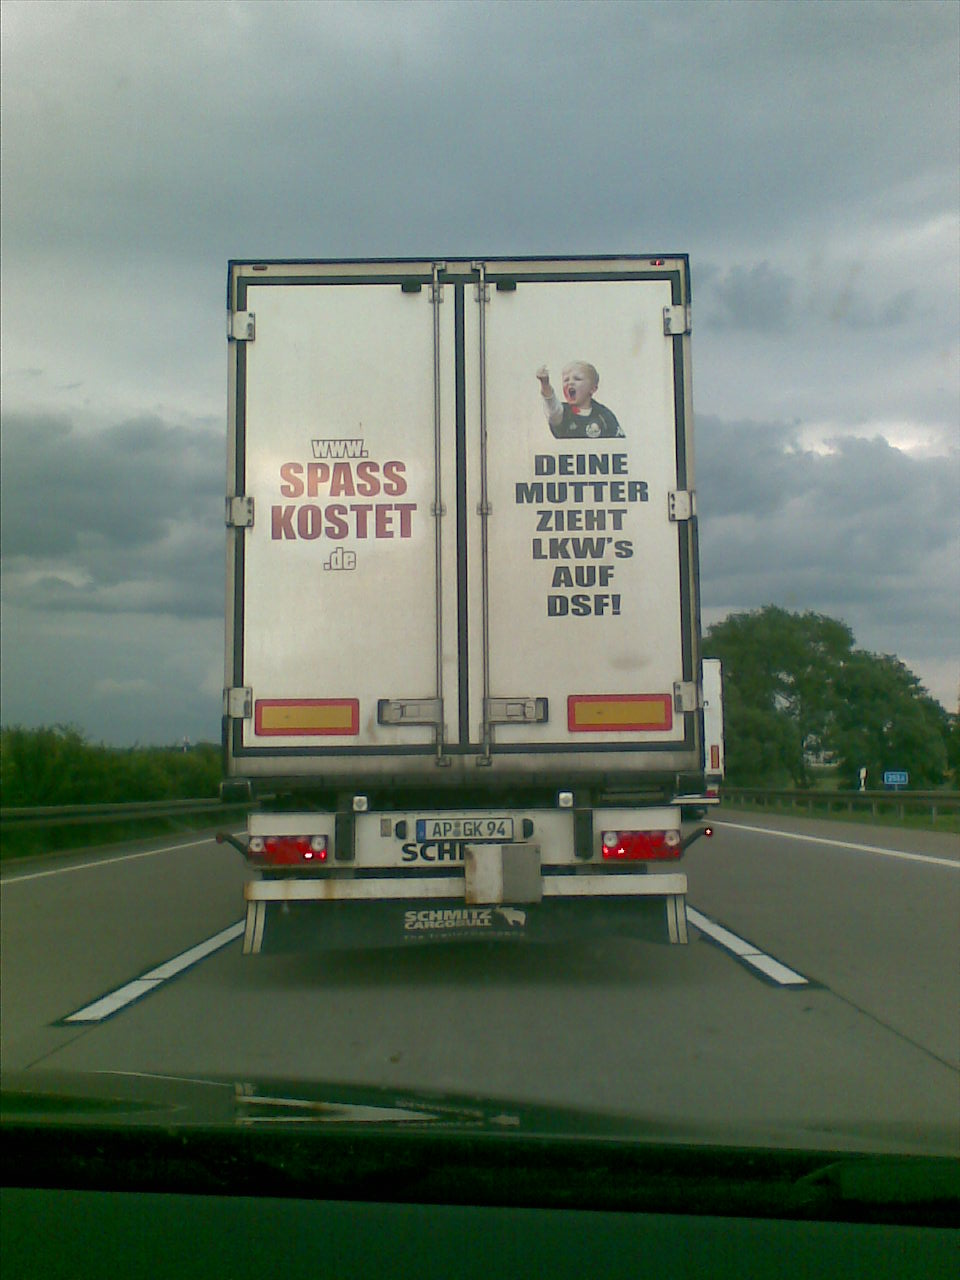 www.
SPASS
KOSTET
.de
DEINE
MUTTER
ZIEHT
LKW's
AUF
DSF!
AP GK 94
SCHMITZ
CARGOBULL